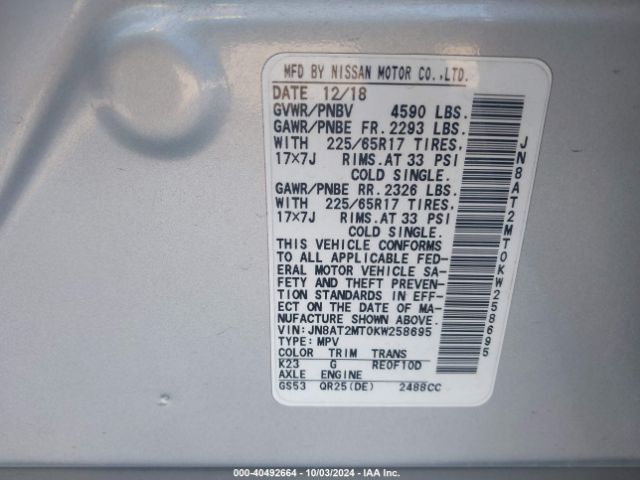 MFD BY NISSAN MOTOR CO.,LTD.
DATE 12/18
GVWR/PNBV 4590 LBS.
GAWR/PNBE FR. 2293 LBS.
WITH 225/65R17 TIRES.
17×7J RIMS. AT 33 PSI
COLD SINGLE.
GAWR/PNBE RR. 2326 LBS.
WITH 225/65R17 TIRES.
17×7J RIMS. AT 33 PSI
COLD SINGLE.
THIS VEHICLE CONFORMS
TO ALL APPLICABLE FED-
ERAL MOTOR VEHICLE SA-
FETY AND THEFT PREVEN-
TION STANDARDS IN EFF-
ECT ON THE DATE OF MA-
NUFACTURE SHOWN ABOVE.
VIN: JN8AT2MT0KW258695
TYPE: MPV
COLOR TRIM TRANS
K23 G RE0F10D
AXLE ENGINE
GS53 QR25(DE) 2488CC
JN8AT2MT0KW258695
000-40492664 - 10/03/2024 - IAA Inc.